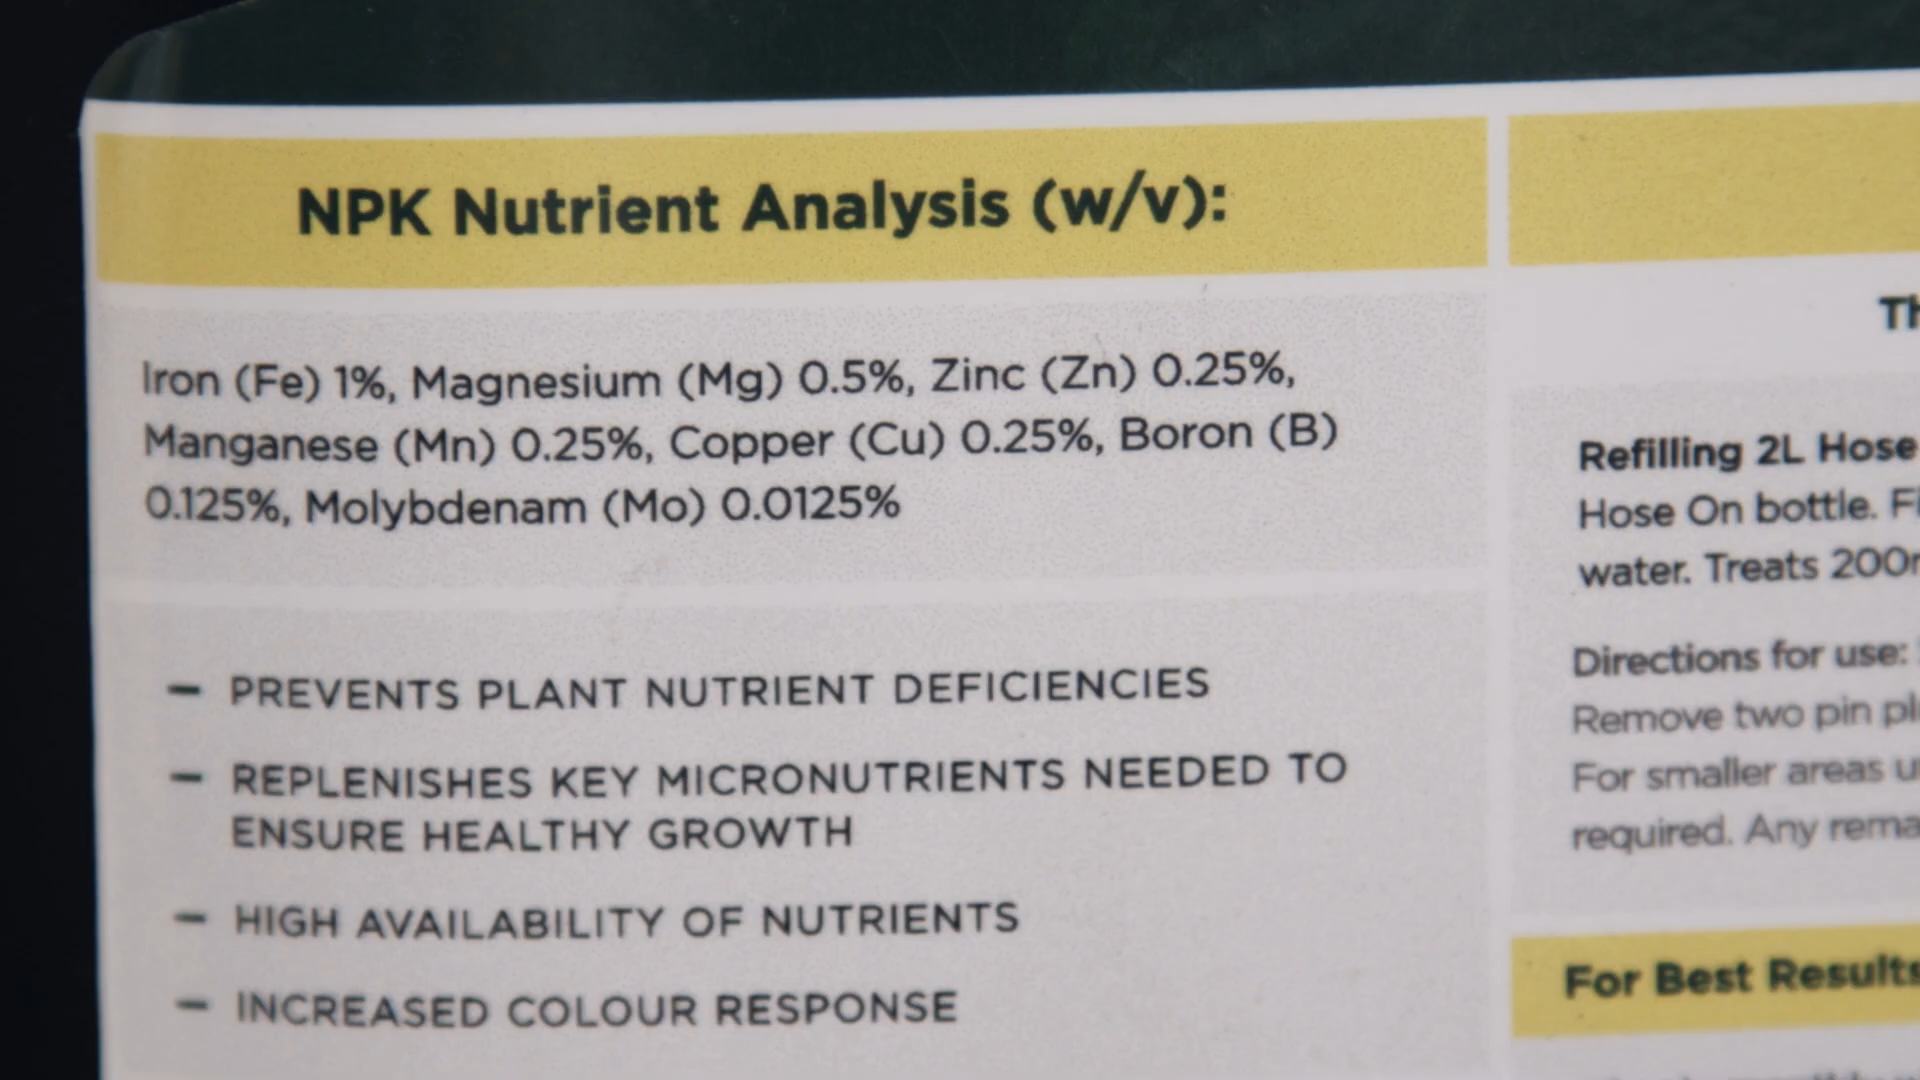 NPK Nutrient Analysis (w/v):
Iron (Fe) 1%, Magnesium (Mg) 0.5%, Zinc (Zn) 0.25%,
Manganese (Mn) 0.25%, Copper (Cu) 0.25%, Boron (B)
0.125%, Molybdenam (Mo) 0.0125%
— PREVENTS PLANT NUTRIENT DEFICIENCIES
— REPLENISHES KEY MICRONUTRIENTS NEEDED TO
ENSURE HEALTHY GROWTH
— HIGH AVAILABILITY OF NUTRIENTS
— INCREASED COLOUR RESPONSE
Refilling 2L Hose
Hose On bottle.
water. Treats
Directions for use:
Remove two pin
For smaller areas
required. Any
For Best Results